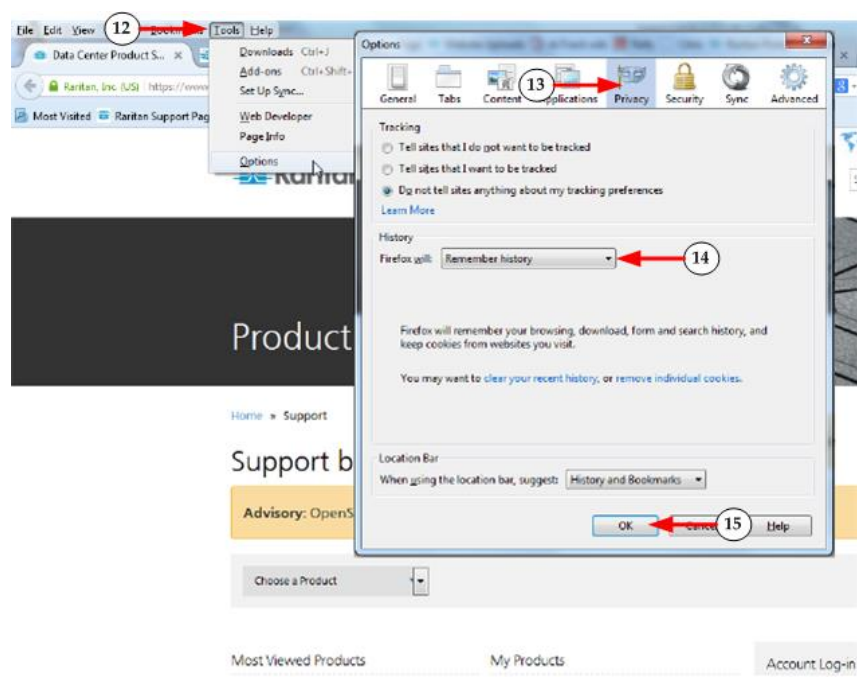 File Edit View Bookmarks Tools Help
12
Data Center Product S... ×
Raritan, Inc. (US) https://www
Most Visited Raritan Support Pag
Downloads Ctrl+J
Add-ons Ctrl+Shift+
Set Up Sync...
Web Developer
Page Info
Options
Raritan
Options
13
General Tabs Content Applications Privacy Security Sync Advanced
Tracking
Tell sites that I do not want to be tracked
Tell sites that I want to be tracked
Do not tell sites anything about my tracking preferences
Learn More
History
Firefox will: Remember history
14
Firefox will remember your browsing, download, form and search history, and
keep cookies from websites you visit.
You may want to clear your recent history, or remove individual cookies.
Location Bar
When using the location bar, suggest: History and Bookmarks
OK Cancel Help
15
Product
Home » Support
Support b
Advisory: OpenS
Choose a Product
Most Viewed Products My Products Account Log-in